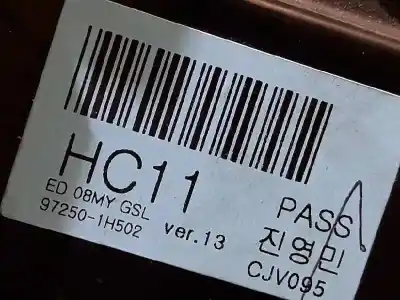 HC11
ED 08MY GSL
97250-1H502
ver.13
PASS
진영민
CJV095